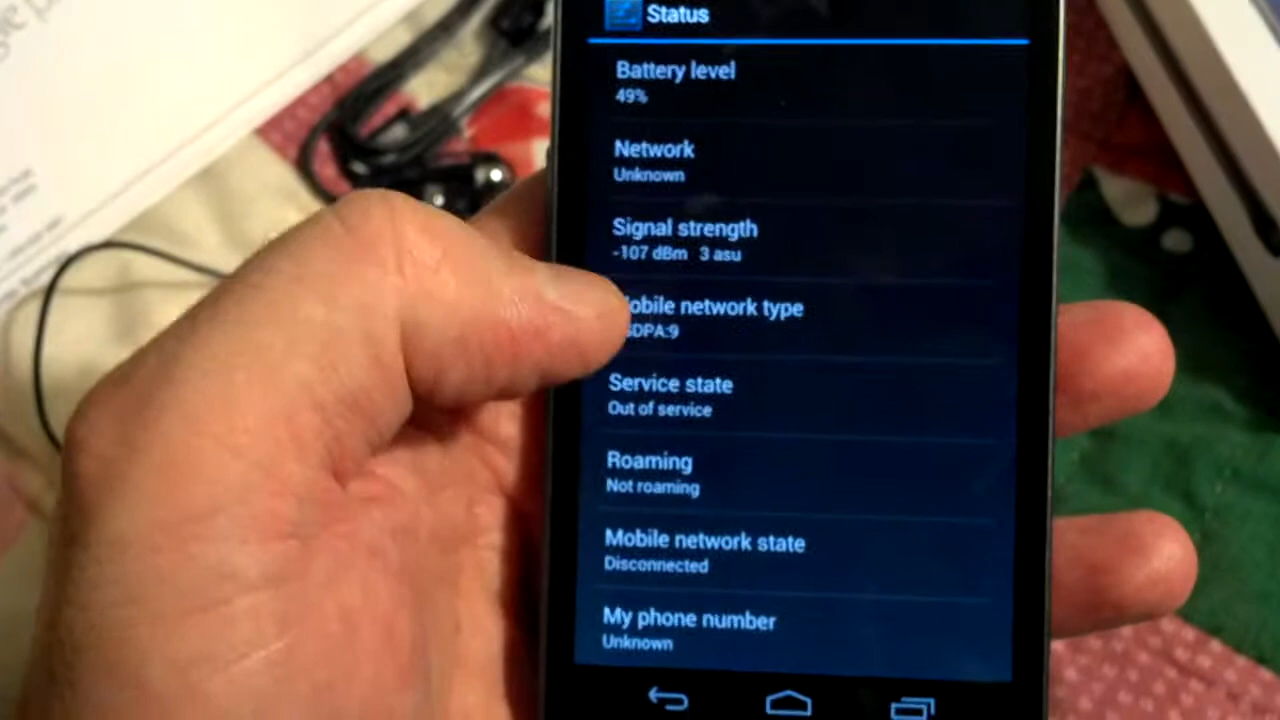 Status
Battery level
49%
Network
Unknown
Signal strength
-107 dBm 3 asu
obile network type
SDPA:9
Service state
Out of service
Roaming
Not roaming
Mobile network state
Disconnected
My phone number
Unknown